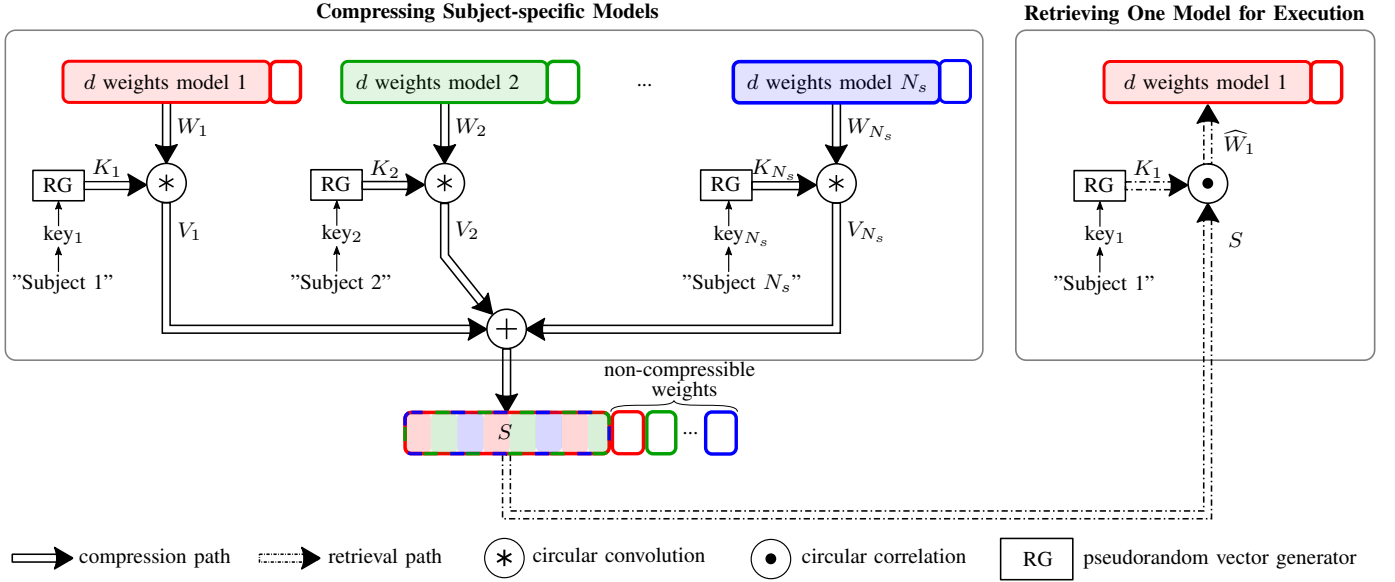 Compressing Subject-specific Models
Retrieving One Model for Execution
d weights model 1
d weights model 2
...
d weights model N_s
d weights model 1
W_1
W_2
W_{N_s}
\widehat{W}_1
RG
K_1
*
RG
K_2
*
RG
K_{N_s}
*
RG
K_1
key_1
V_1
key_2
V_2
key_{N_s}
V_{N_s}
key_1
S
”Subject 1”
”Subject 2”
”Subject N_s”
”Subject 1”
+
non-compressible
weights
S
...
compression path
retrieval path
*
circular convolution
circular correlation
RG
pseudorandom vector generator